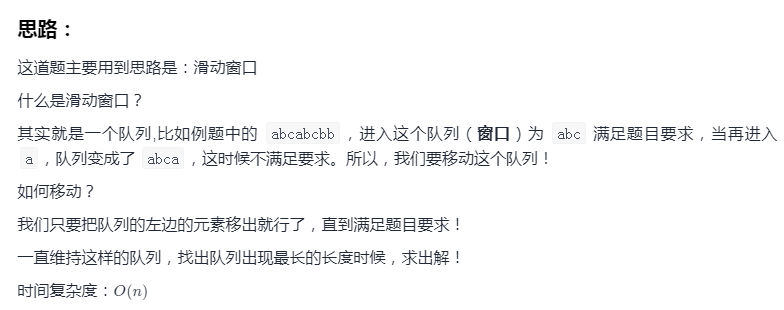 思路：
这道题主要用到思路是：滑动窗口
什么是滑动窗口？
其实就是一个队列,比如例题中的 abcabcbb ，进入这个队列（窗口）为 abc 满足题目要求，当再进入
a ，队列变成了 abca ，这时候不满足要求。所以，我们要移动这个队列！
如何移动？
我们只要把队列的左边的元素移出就行了，直到满足题目要求！
一直维持这样的队列，找出队列出现最长的长度时候，求出解！
时间复杂度：O(n)